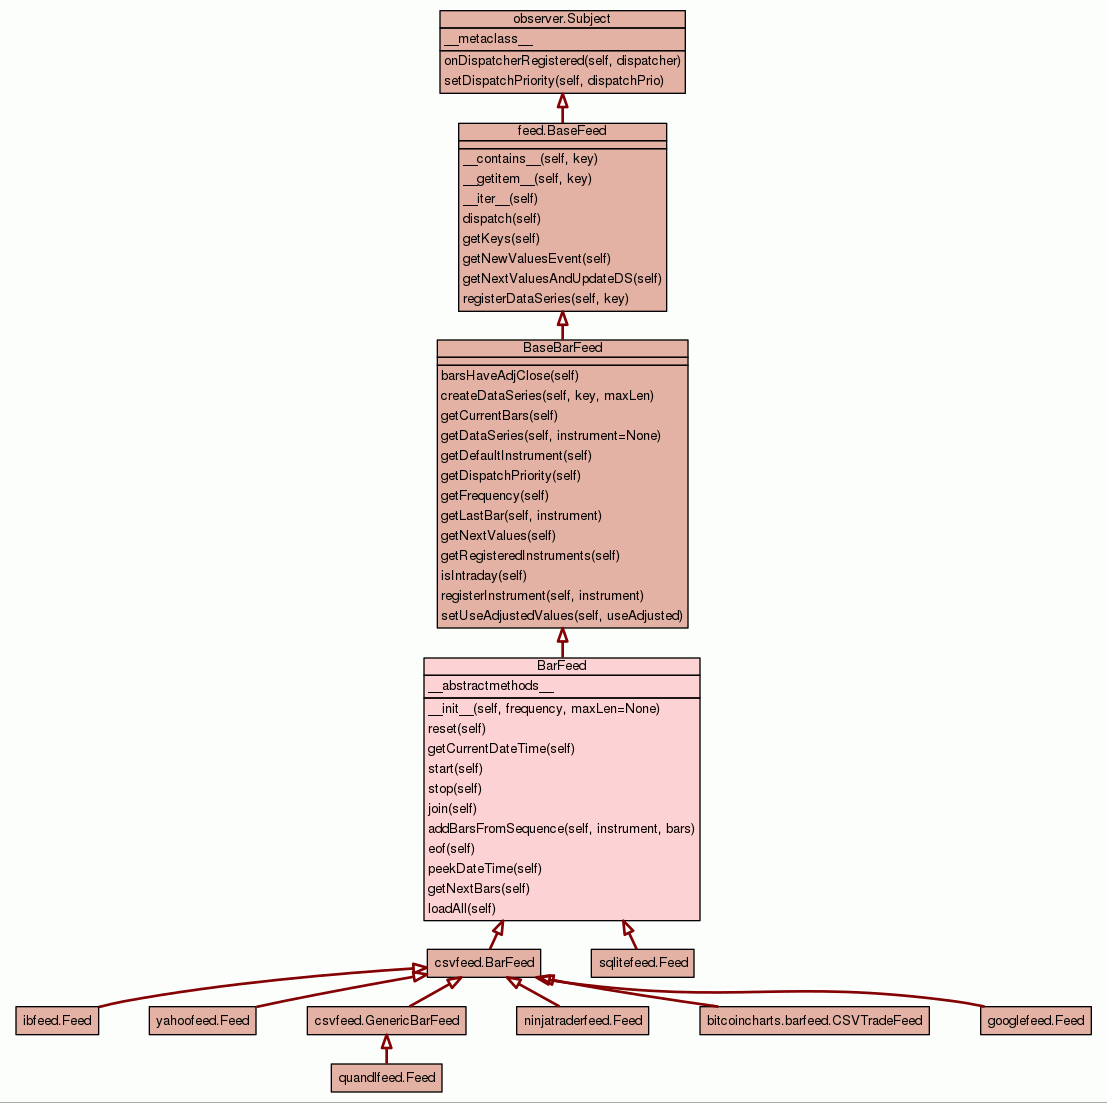 observer.Subject
__metaclass__
onDispatcherRegistered(self, dispatcher)
setDispatchPriority(self, dispatchPrio)
feed.BaseFeed
__contains__(self, key)
__getitem__(self, key)
__iter__(self)
dispatch(self)
getKeys(self)
getNewValuesEvent(self)
getNextValuesAndUpdateDS(self)
registerDataSeries(self, key)
BaseBarFeed
barsHaveAdjClose(self)
createDataSeries(self, key, maxLen)
getCurrentBars(self)
getDataSeries(self, instrument=None)
getDefaultInstrument(self)
getDispatchPriority(self)
getFrequency(self)
getLastBar(self, instrument)
getNextValues(self)
getRegisteredInstruments(self)
isIntraday(self)
registerInstrument(self, instrument)
setUseAdjustedValues(self, useAdjusted)
BarFeed
__abstractmethods__
__init__(self, frequency, maxLen=None)
reset(self)
getCurrentDateTime(self)
start(self)
stop(self)
join(self)
addBarsFromSequence(self, instrument, bars)
eof(self)
peekDateTime(self)
getNextBars(self)
loadAll(self)
csvfeed.BarFeed
sqlitefeed.Feed
ibfeed.Feed
yahoofeed.Feed
csvfeed.GenericBarFeed
ninjatraderfeed.Feed
bitcoincharts.barfeed.CSVTradeFeed
googlefeed.Feed
quandlfeed.Feed